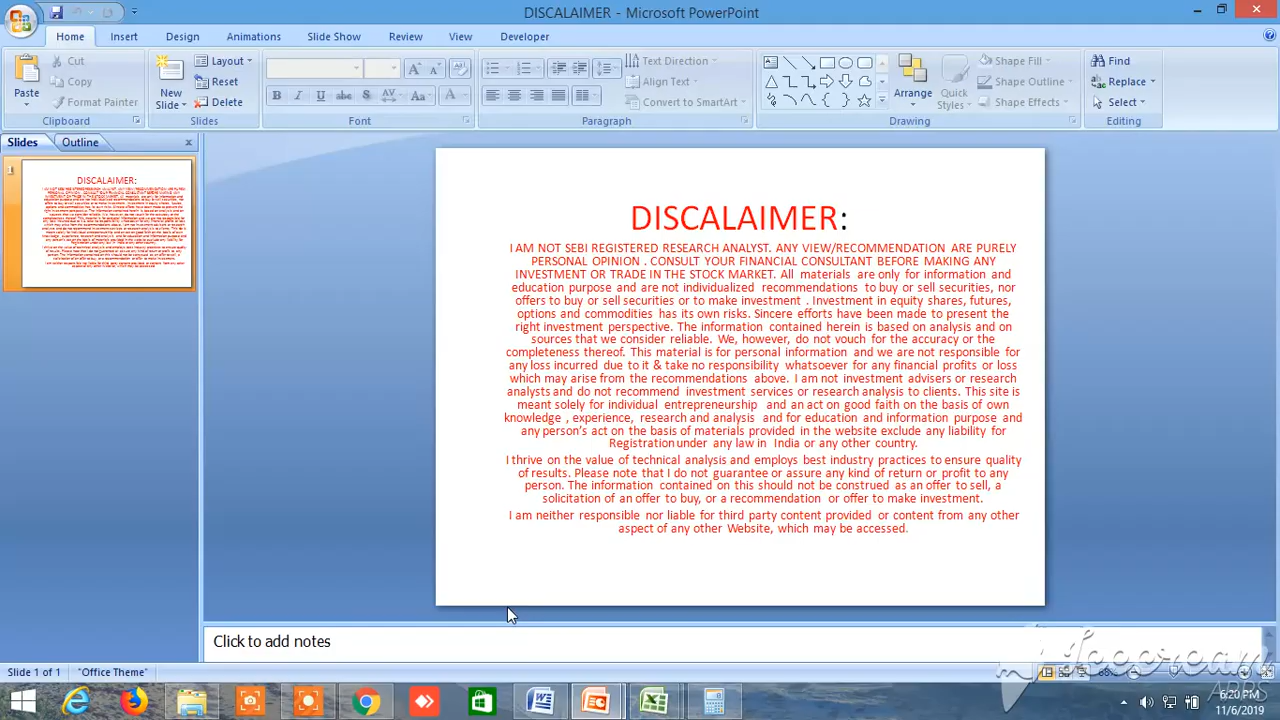 DISCALAIMER - Microsoft PowerPoint
Home Insert Design Animations Slide Show Review View Developer
Paste
Cut
Copy
Format Painter
Clipboard
New Slide
Layout
Reset
Delete
Slides
Font
Text Direction
Align Text
Convert to SmartArt
Paragraph
Arrange
Quick Styles
Shape Fill
Shape Outline
Shape Effects
Drawing
Find
Replace
Select
Editing
Slides Outline
1
DISCALAIMER:
DISCALAIMER:
I AM NOT SEBI REGISTERED RESEARCH ANALYST. ANY VIEW/RECOMMENDATION ARE PURELY
PERSONAL OPINION . CONSULT YOUR FINANCIAL CONSULTANT BEFORE MAKING ANY
INVESTMENT OR TRADE IN THE STOCK MARKET. All materials are only for information and
education purpose and are not individualized recommendations to buy or sell securities, nor
offers to buy or sell securities or to make investment . Investment in equity shares, futures,
options and commodities has its own risks. Sincere efforts have been made to present the
right investment perspective. The information contained herein is based on analysis and on
sources that we consider reliable. We, however, do not vouch for the accuracy or the
completeness thereof. This material is for personal information and we are not responsible for
any loss incurred due to it & take no responsibility whatsoever for any financial profits or loss
which may arise from the recommendations above. I am not investment advisers or research
analysts and do not recommend investment services or research analysis to clients. This site is
meant solely for individual entrepreneurship and an act on good faith on the basis of own
knowledge , experience, research and analysis and for education and information purpose and
any person's act on the basis of materials provided in the website exclude any liability for
Registration under any law in India or any other country.
I thrive on the value of technical analysis and employs best industry practices to ensure quality
of results. Please note that I do not guarantee or assure any kind of return or profit to any
person. The information contained on this should not be construed as an offer to sell, a
solicitation of an offer to buy, or a recommendation or offer to make investment.
I am neither responsible nor liable for third party content provided or content from any other
aspect of any other Website, which may be accessed.
Click to add notes
Slide 1 of 1 "Office Theme"
6:20 PM
11/6/2019